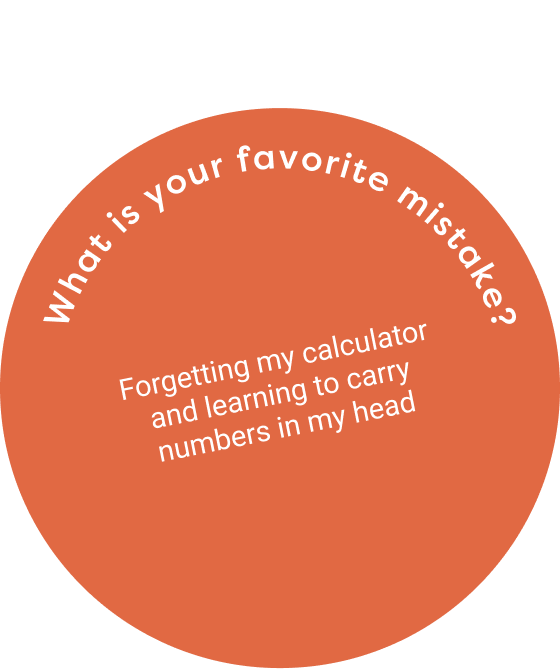 What is your favorite mistake?
Forgetting my calculator
and learning to carry
numbers in my head